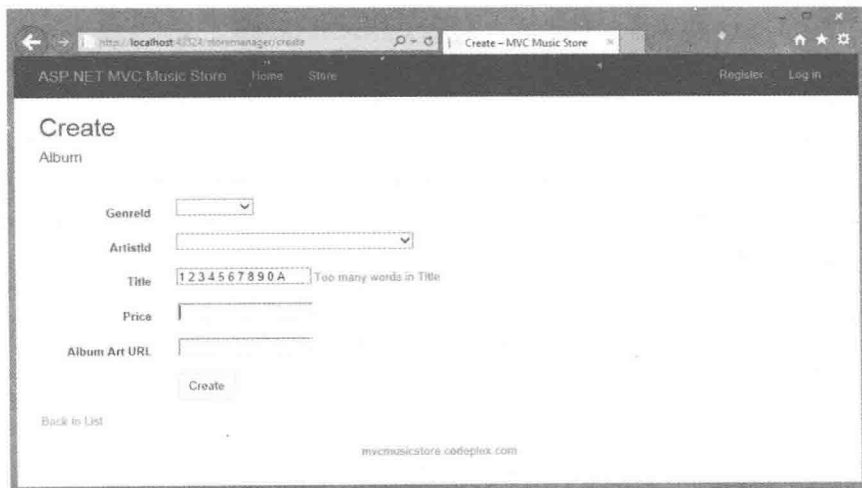 http://localhost:43524/storemanager/create
Create – MVC Music Store
ASP.NET MVC Music Store Home Store Register Log in
Create
Album
GenreId
ArtistId
Title 1 2 3 4 5 6 7 8 9 0 A Too many words in Title
Price
Album Art URL
Create
Back to List
mvcmusicstore.codeplex.com